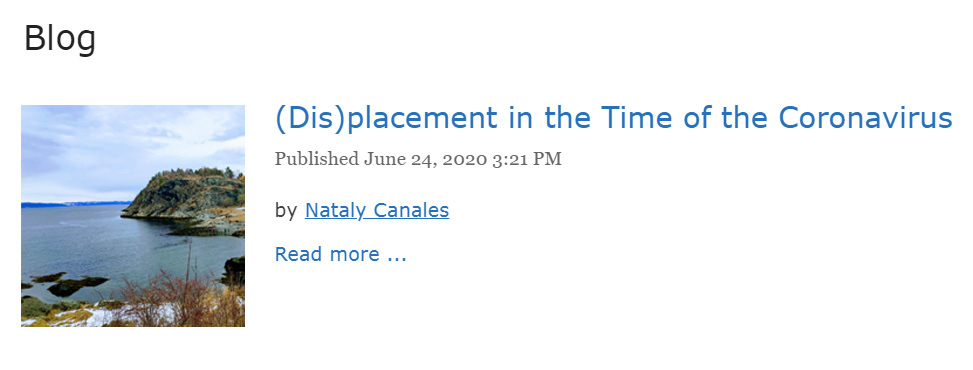 Blog
(Dis)placement in the Time of the Coronavirus
Published June 24, 2020 3:21 PM
by Nataly Canales
Read more ...